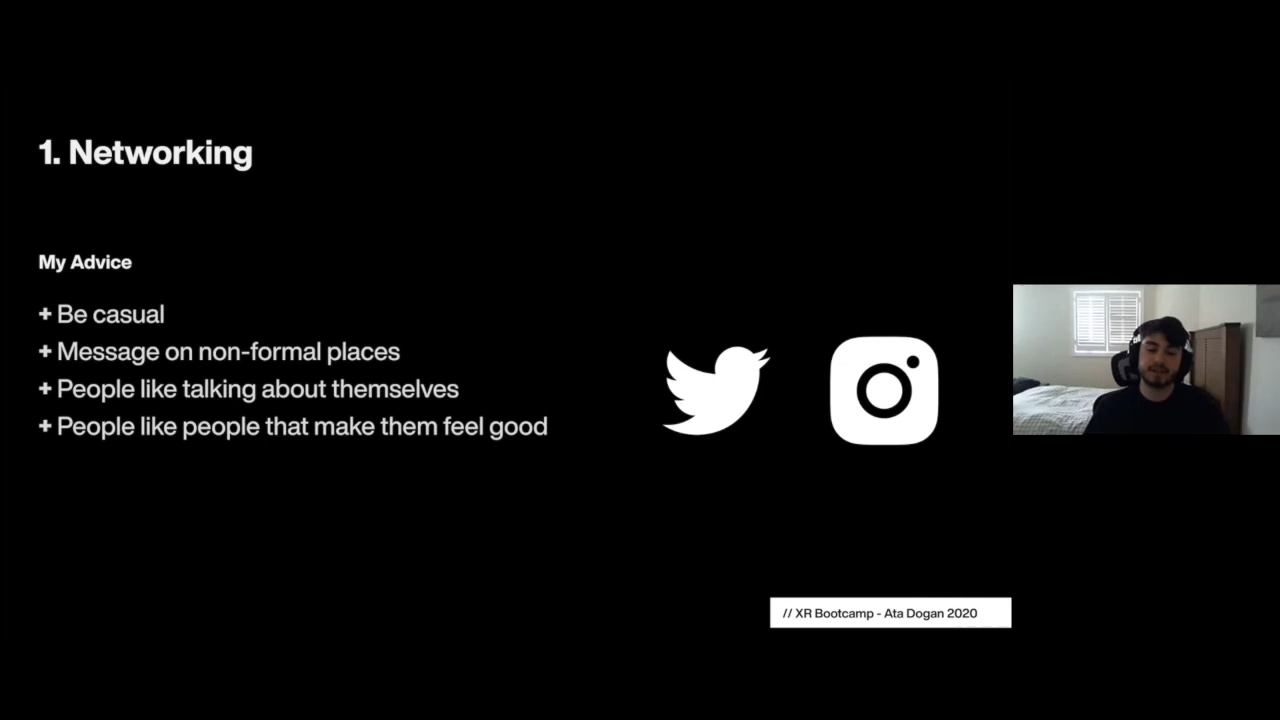 1. Networking
My Advice
+ Be casual
+ Message on non-formal places
+ People like talking about themselves
+ People like people that make them feel good
// XR Bootcamp - Ata Dogan 2020